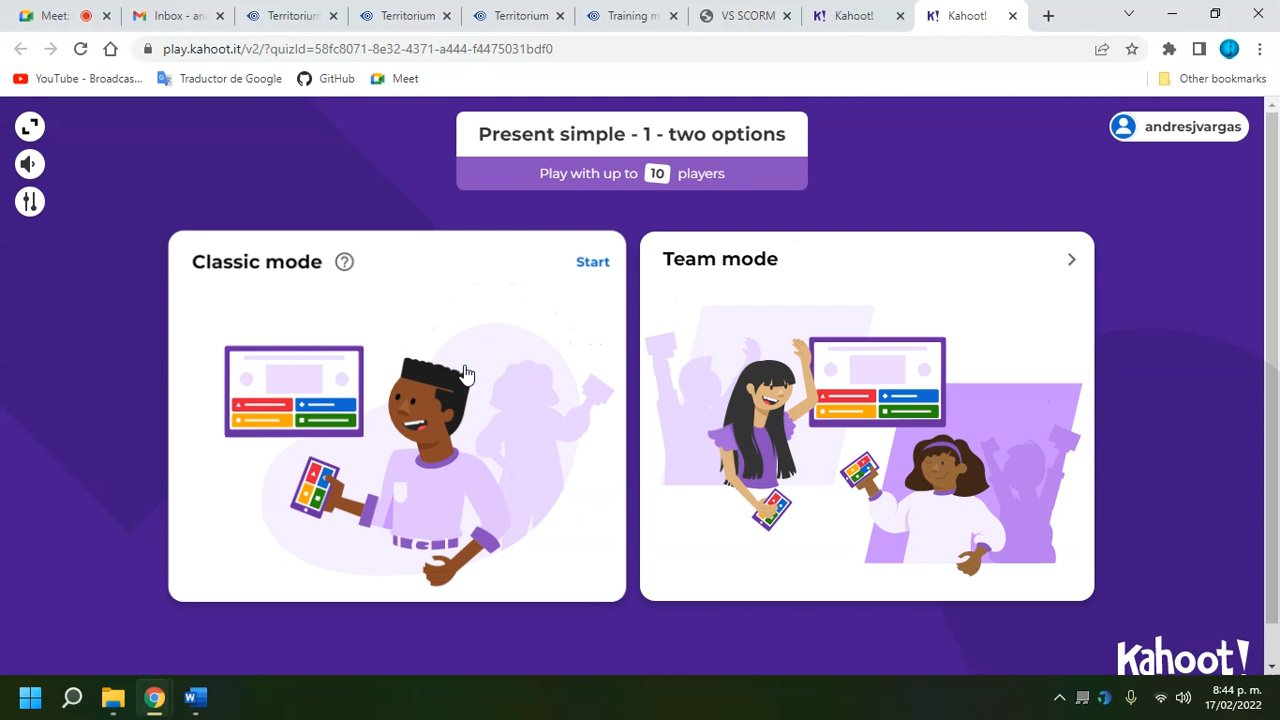 Meet:
Inbox - an
Territorium
Territorium
Territorium
Training m
VS SCORM
Kahoot!
Kahoot!
play.kahoot.it/v2/?quizId=58fc8071-8e32-4371-a444-f4475031bdf0
YouTube - Broadcas...
Traductor de Google
GitHub
Meet
Other bookmarks
Present simple - 1 - two options
Play with up to 10 players
andresjvargas
Classic mode
Start
Team mode
Kahoot!
8:44 p. m.
17/02/2022